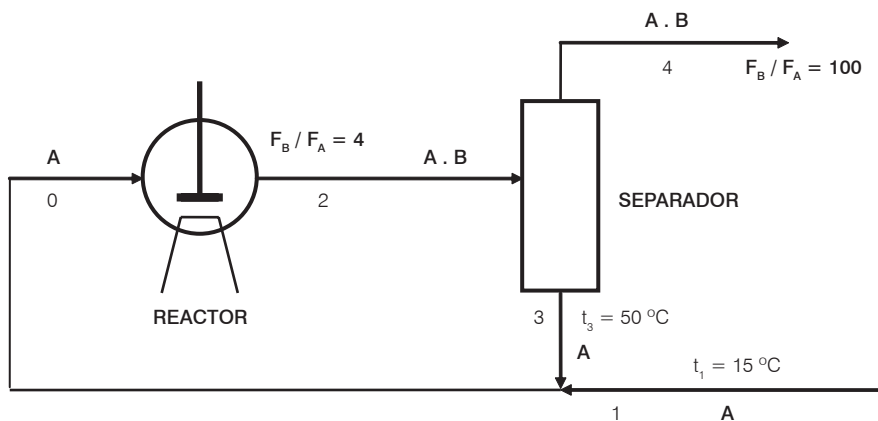 A . B
4
F_B / F_A = 100
F_B / F_A = 4
A
A . B
0
2
SEPARADOR
REACTOR
3
t_3 = 50 ºC
A
t_1 = 15 ºC
1
A